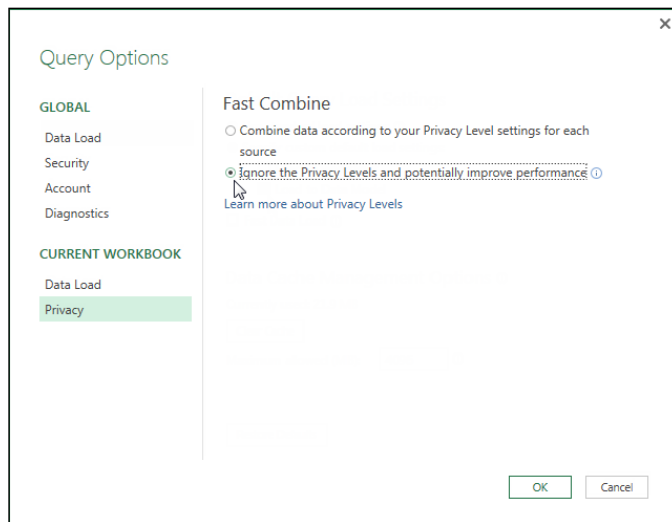 Query Options
GLOBAL
Data Load
Security
Account
Diagnostics
CURRENT WORKBOOK
Data Load
Privacy
Fast Combine
Combine data according to your Privacy Level settings for each
source
Ignore the Privacy Levels and potentially improve performance
Learn more about Privacy Levels
OK
Cancel